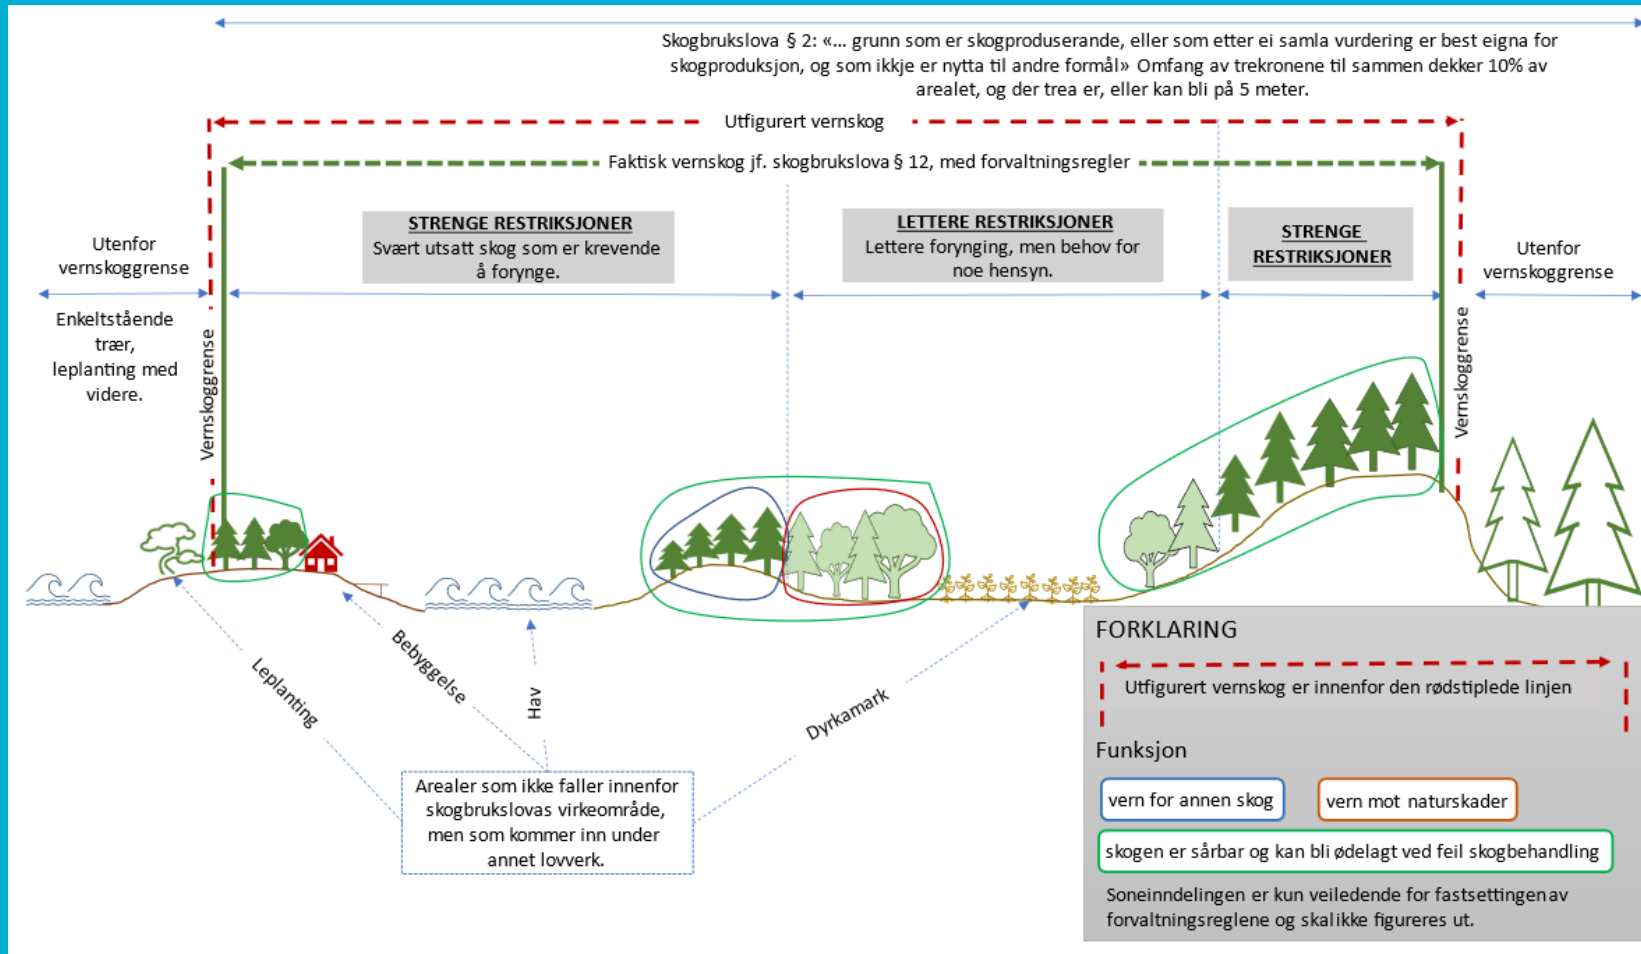 Skogbrukslova § 2: «... grunn som er skogproduserande, eller som etter ei samla vurdering er best eigna for
skogproduksjon, og som ikkje er nytta til andre formål» Omfang av trekronene til sammen dekker 10% av
arealet, og der trea er, eller kan bli på 5 meter.
Utfigurert vernskog
Faktisk vernskog jf. skogbrukslova § 12, med forvaltningsregler
STRENGE RESTRIKSJONER
Svært utsatt skog som er krevende
å forynge.
LETTERE RESTRIKSJONER
Lettere forynging, men behov for
noe hensyn.
STRENGE
RESTRIKSJONER
Utenfor
vernskoggrense
Utenfor
vernskoggrense
Enkeltstående
trær,
leplanting med
videre.
Vernskoggrense
Vernskoggrense
Leplanting
Bebyggelse
Hav
Dyrkamark
Arealer som ikke faller innenfor
skogbrukslovas virkeområde,
men som kommer inn under
annet lovverk.
FORKLARING
Utfigurert vernskog er innenfor den rødstiplede linjen
Funksjon
vern for annen skog
vern mot naturskader
skogen er sårbar og kan bli ødelagt ved feil skogbehandling
Soneinndelingen er kun veiledende for fastsettingen av
forvaltningsreglene og skal ikke figureres ut.